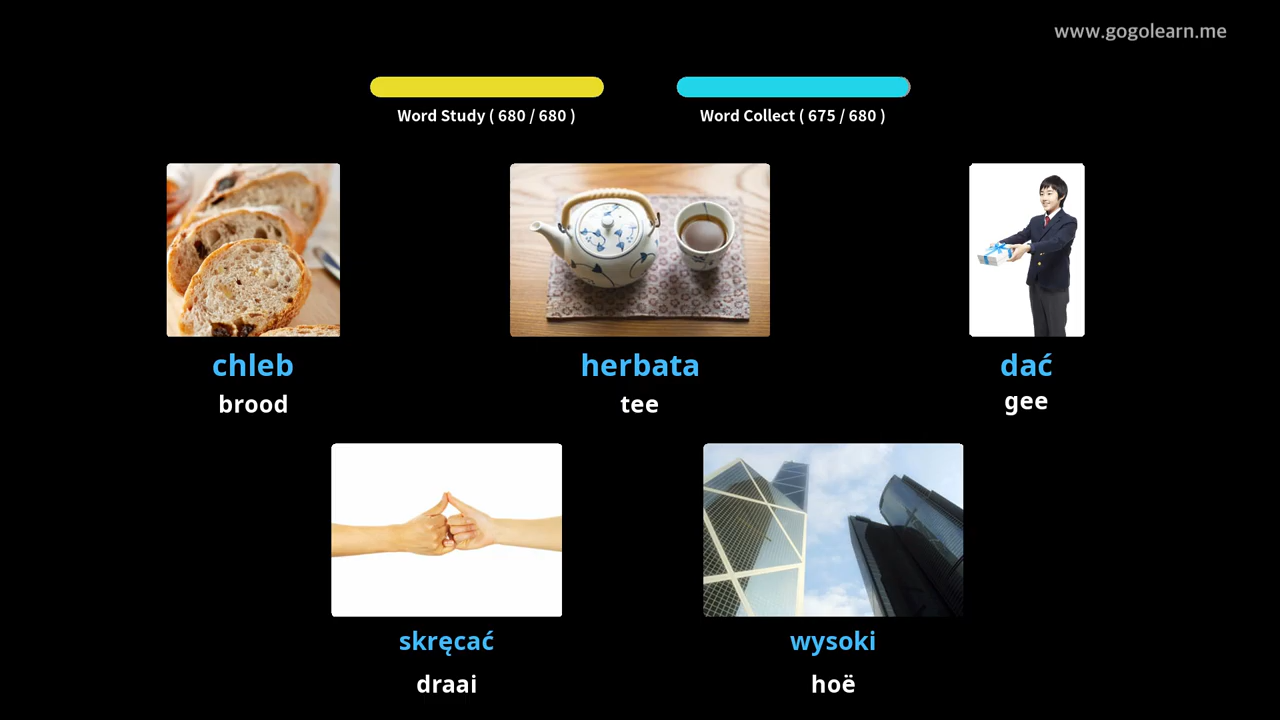 www.gogolearn.me
Word Study ( 680 / 680 )
Word Collect ( 675 / 680 )
chleb
brood
herbata
tee
dać
gee
skręcać
draai
wysoki
hoë